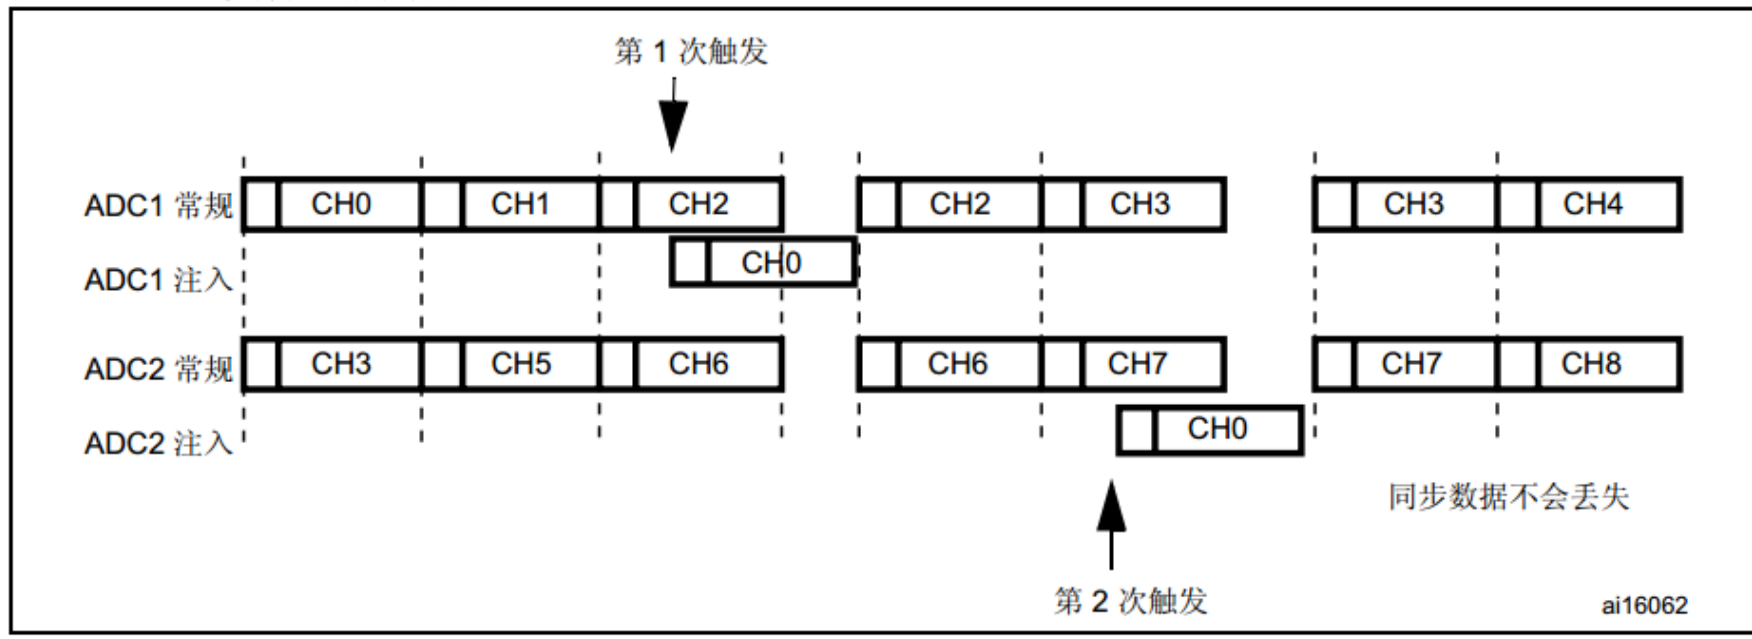 第 1 次触发
ADC1 常规 CH0 CH1 CH2 CH2 CH3 CH3 CH4
ADC1 注入 CH0
ADC2 常规 CH3 CH5 CH6 CH6 CH7 CH7 CH8
ADC2 注入 CH0
同步数据不会丢失
第 2 次触发
ai16062